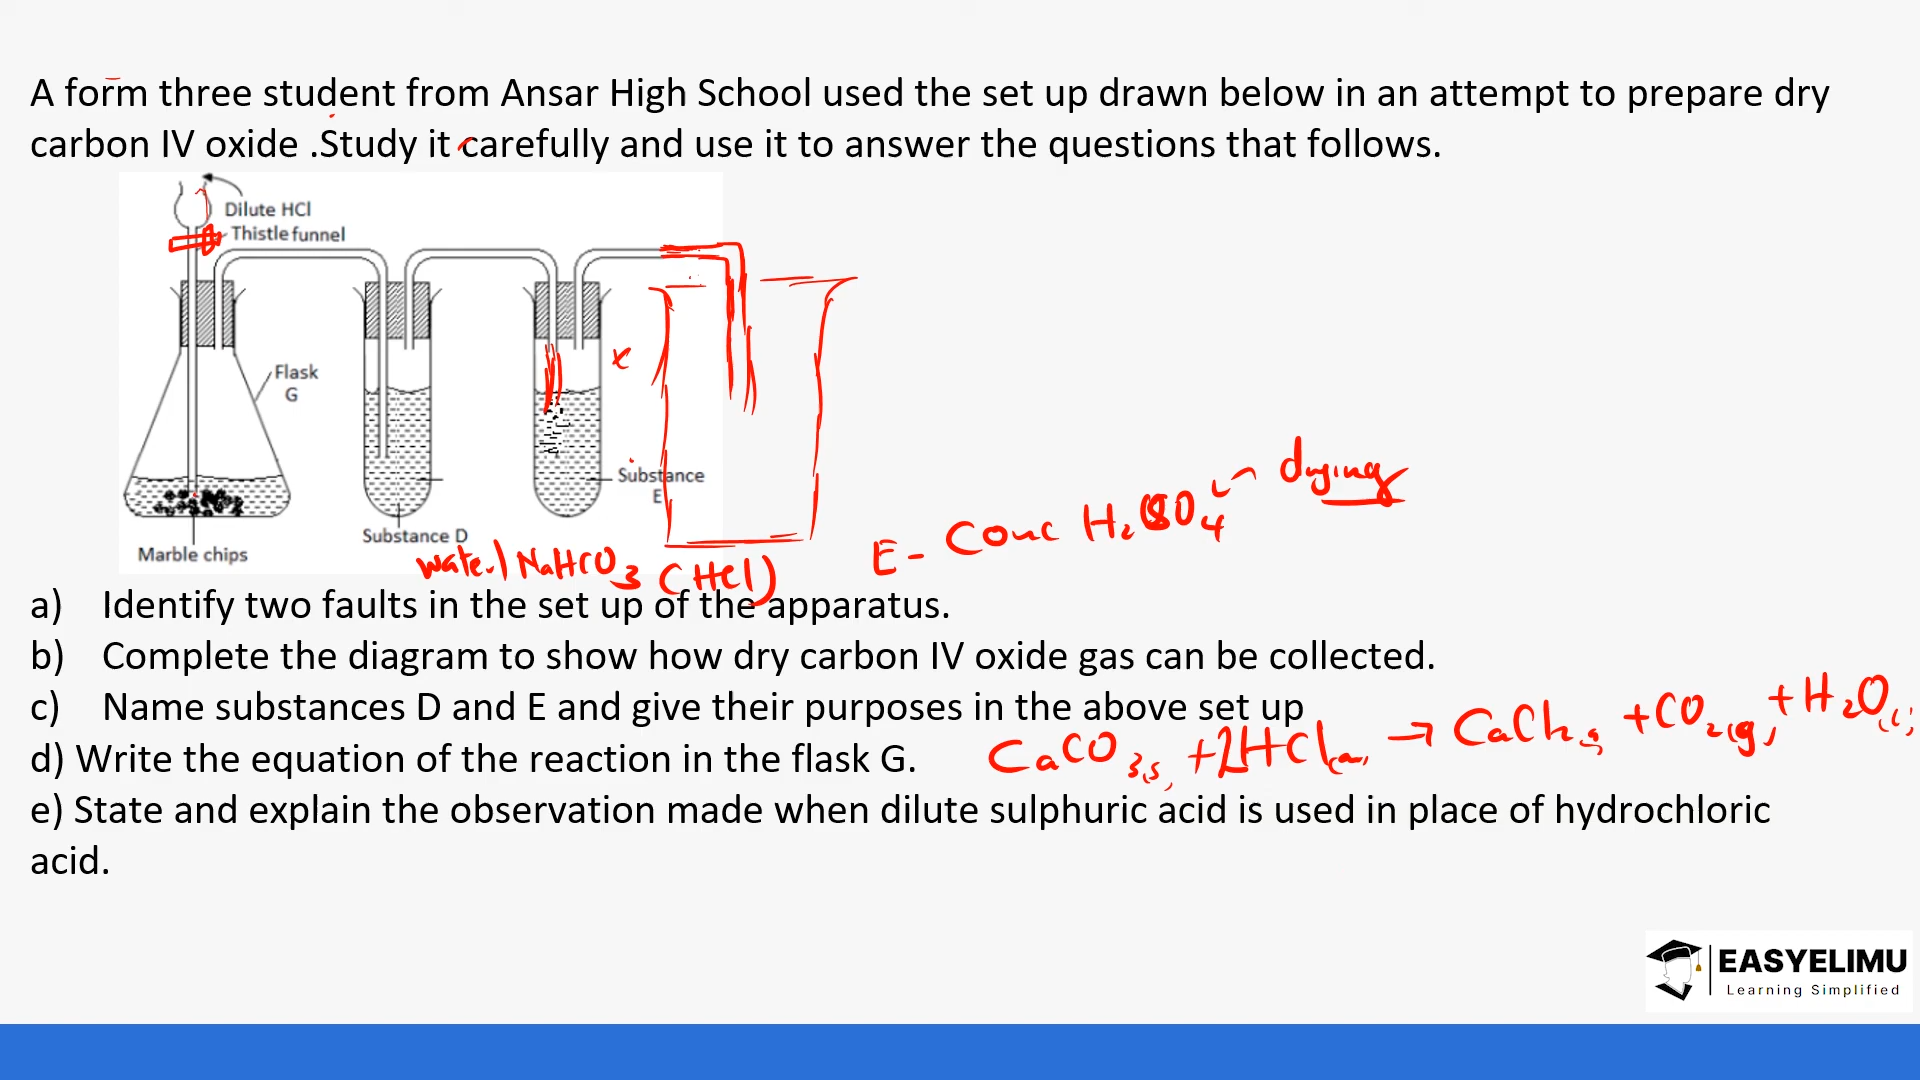 A form three student from Ansar High School used the set up drawn below in an attempt to prepare dry
carbon IV oxide .Study it carefully and use it to answer the questions that follows.
Dilute HCl
Thistle funnel
Flask
G
x
Substance
E
Substance D
Marble chips
water/NaHCO3 (HCl)
E - Conc H2SO4 drying
a) Identify two faults in the set up of the apparatus.
b) Complete the diagram to show how dry carbon IV oxide gas can be collected.
c) Name substances D and E and give their purposes in the above set up
d) Write the equation of the reaction in the flask G.
CaCO3(s) + 2HCl → + CO2(g) + H2O(l)
e) State and explain the observation made when dilute sulphuric acid is used in place of hydrochloric
acid.
EASYELIMU
Learning Simplified